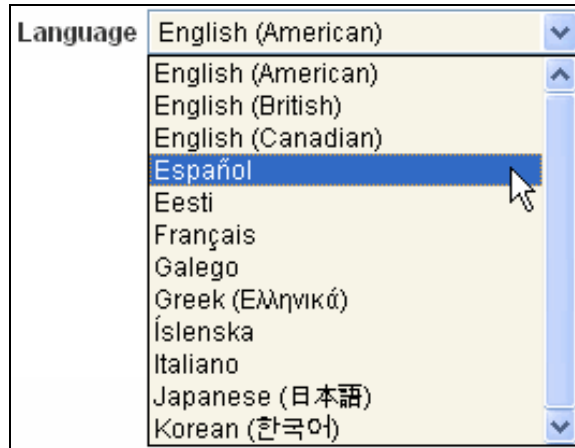 Language English (American)
English (American)
English (British)
English (Canadian)
Español
Eesti
Français
Galego
Greek (Ελληνικά)
Íslenska
Italiano
Japanese (日本語)
Korean (한국어)